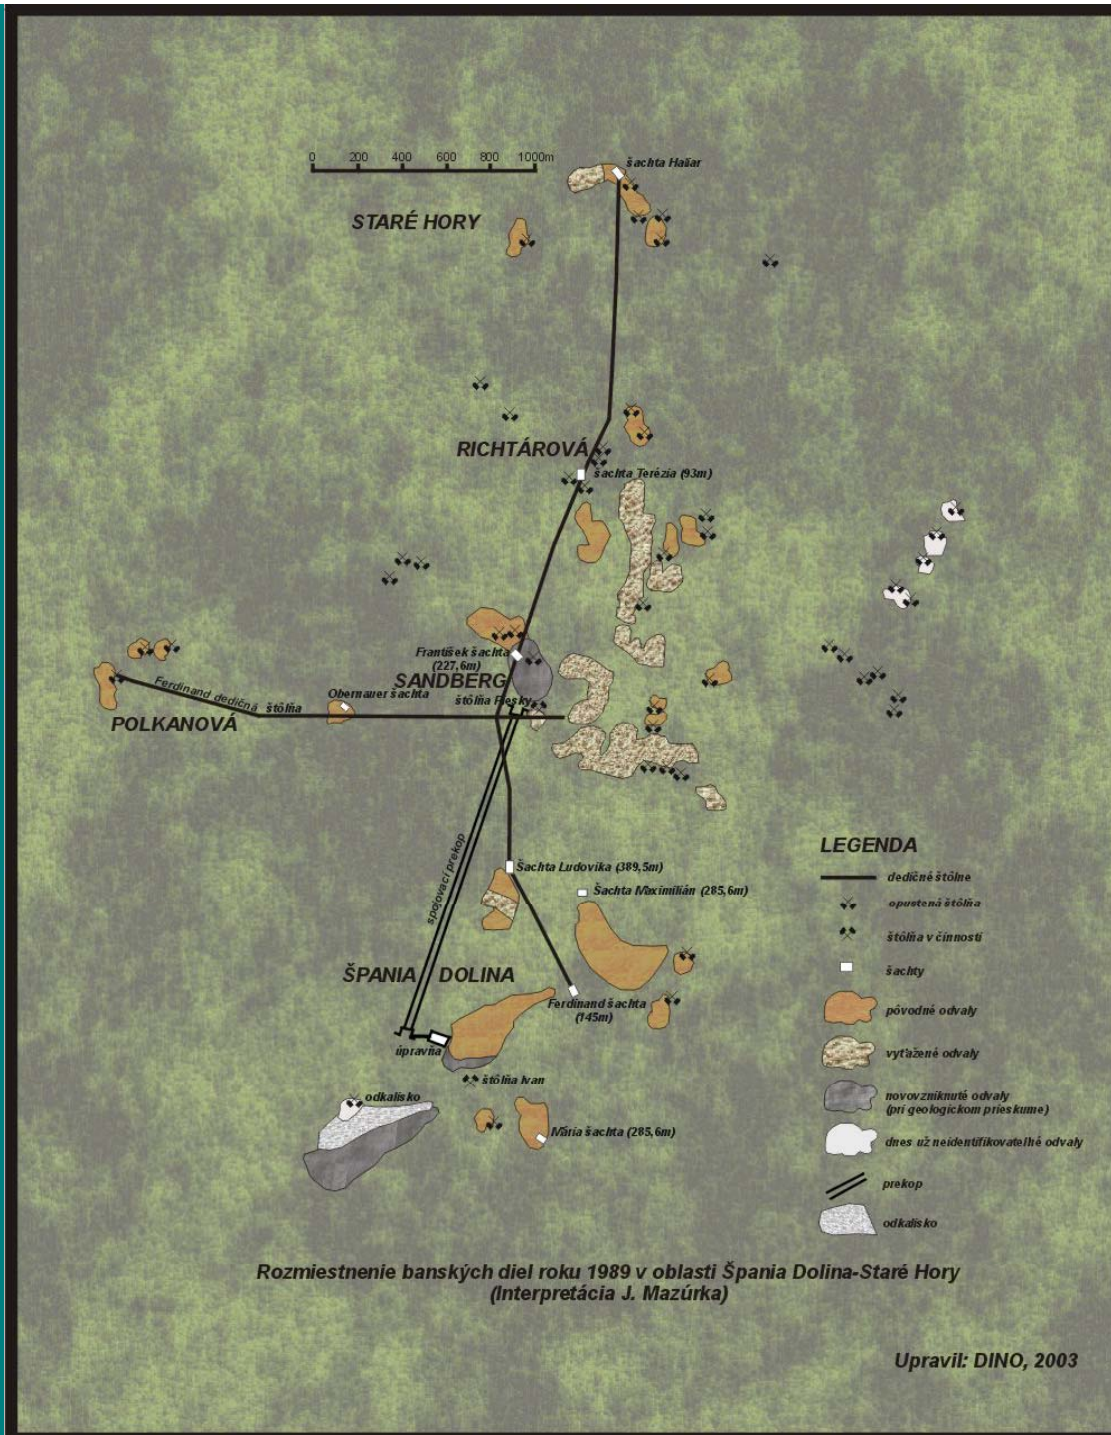 0 200 400 600 800 1000m
šachta Haliar
STARÉ HORY
RICHTÁROVÁ
šachta Terézia (93m)
František šachta
(227,6m)
SANDBERG
Ferdinand dedičná štôlňa
Obernauer šachta
štôlňa Piesky
POLKANOVÁ
spojovací prekop
Šachta Ludovika (389,5m)
Šachta Maximilián (285,6m)
ŠPANIA DOLINA
Ferdinand šachta
(145m)
úpravňa
štôlňa Ivan
odkalisko
Mária šachta (285,6m)
LEGENDA
dedičné štôlne
opustená štôlňa
štôlňa v činností
šachty
pôvodné odvaly
vyťažené odvaly
novovzniknuté odvaly
(pri geologickom prieskume)
dnes už neidentifikovateľné odvaly
prekop
odkalisko
Rozmiestnenie banských diel roku 1989 v oblasti Špania Dolina-Staré Hory
(Interpretácia J. Mazúrka)
Upravil: DINO, 2003